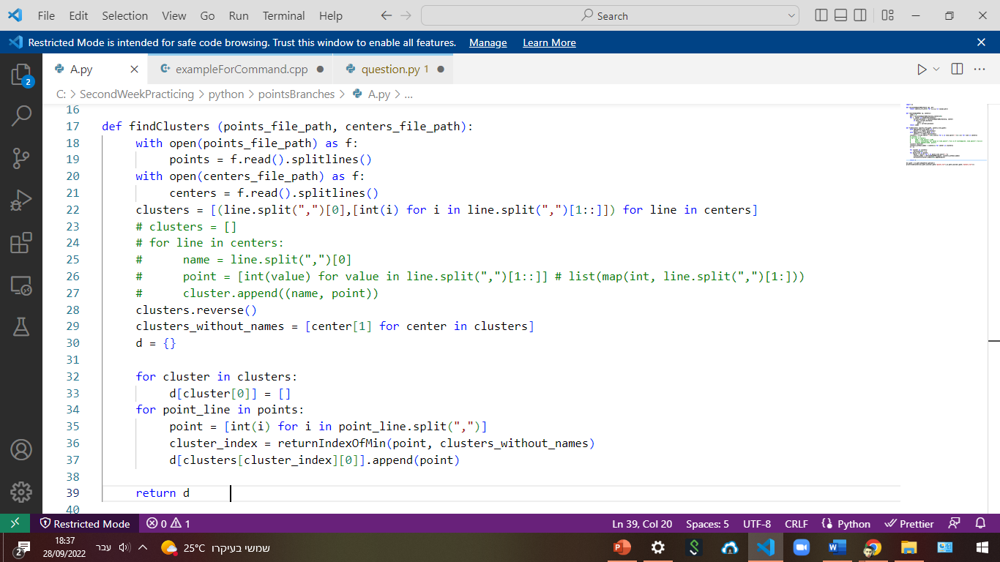 File Edit Selection View Go Run Terminal Help Search
Restricted Mode is intended for safe code browsing. Trust this window to enable all features. Manage Learn More
A.py exampleForCommand.cpp question.py 1
C: > SecondWeekPracticing > python > pointsBranches > A.py > ...
16
17 def findClusters (points_file_path, centers_file_path):
18 with open(points_file_path) as f:
19 points = f.read().splitlines()
20 with open(centers_file_path) as f:
21 centers = f.read().splitlines()
22 clusters = [(line.split(",")[0],[int(i) for i in line.split(",")[1::]]) for line in centers]
23 # clusters = []
24 # for line in centers:
25 # name = line.split(",")[0]
26 # point = [int(value) for value in line.split(",")[1::]] # list(map(int, line.split(",")[1:]))
27 # cluster.append((name, point))
28 clusters.reverse()
29 clusters_without_names = [center[1] for center in clusters]
30 d = {}
31
32 for cluster in clusters:
33 d[cluster[0]] = []
34 for point_line in points:
35 point = [int(i) for i in point_line.split(",")]
36 cluster_index = returnIndexOfMin(point, clusters_without_names)
37 d[clusters[cluster_index][0]].append(point)
38
39 return d
40
2
Restricted Mode 0 1 Ln 39, Col 20 Spaces: 5 UTF-8 CRLF Python Prettier
2 18:37 עבר 25°C שמשי בעיקרו
28/09/2022